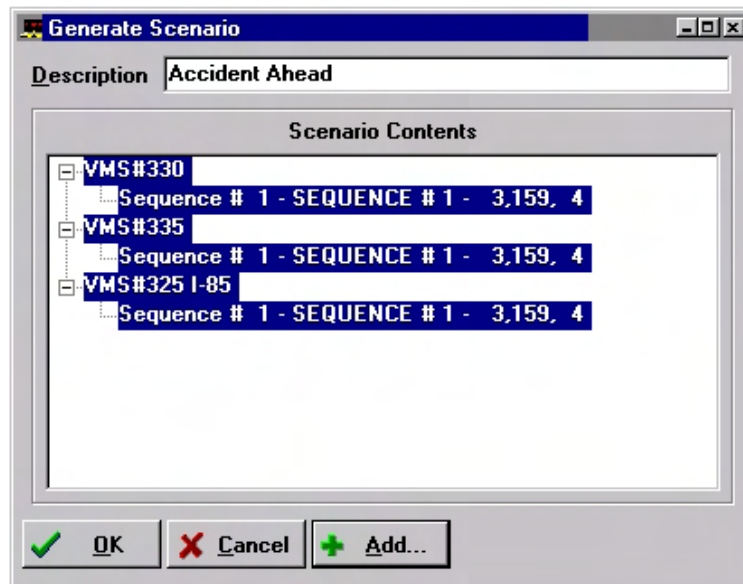 Generate Scenario
Description Accident Ahead
Scenario Contents
VMS#330
Sequence # 1 - SEQUENCE # 1 - 3,159, 4
VMS#335
Sequence # 1 - SEQUENCE # 1 - 3,159, 4
VMS#325 I-85
Sequence # 1 - SEQUENCE # 1 - 3,159, 4
OK Cancel Add...